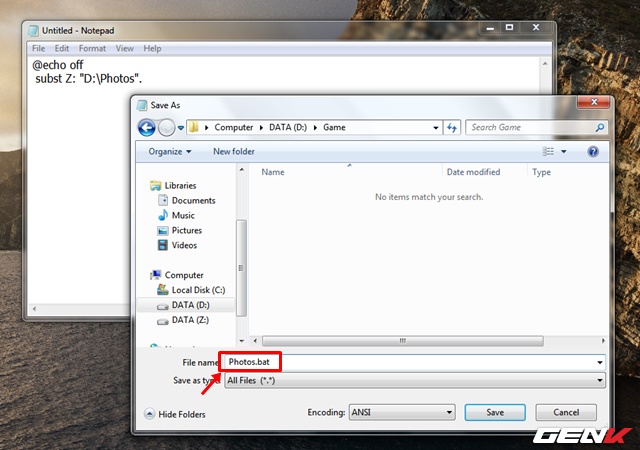 Untitled - Notepad
File Edit Format View Help
@echo off
subst Z: "D:\Photos".
Save As
Computer DATA (D:) Game
Search Game
Organize New folder
Name Date modified Type
No items match your search.
Libraries
Documents
Music
Pictures
Videos
Computer
Local Disk (C:)
DATA (D:)
DATA (Z:)
File name: Photos.bat
Save as type: All Files (*.*)
Hide Folders Encoding: ANSI Save Cancel
GENK